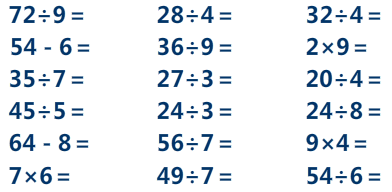 72÷9= 28÷4= 32÷4=
54 - 6= 36÷9= 2×9=
35÷7= 27÷3= 20÷4=
45÷5= 24÷3= 24÷8=
64 - 8= 56÷7= 9×4=
7×6= 49÷7= 54÷6=